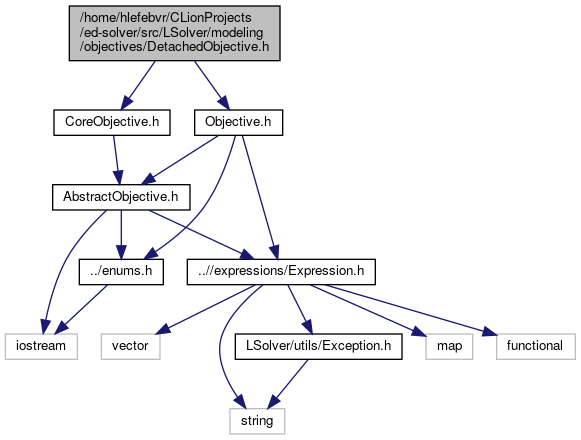 /home/hlefebvr/CLionProjects
/ed-solver/src/LSolver/modeling
/objectives/DetachedObjective.h
CoreObjective.h
Objective.h
AbstractObjective.h
../enums.h
..//expressions/Expression.h
iostream
vector
LSolver/utils/Exception.h
map
functional
string